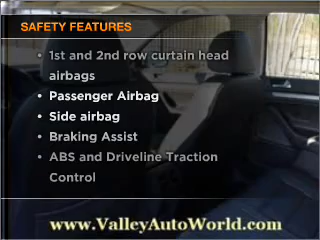 SAFETY FEATURES
• 1st and 2nd row curtain head
airbags
• Passenger Airbag
• Side airbag
• Braking Assist
• ABS and Driveline Traction
Control
www.ValleyAutoWorld.com